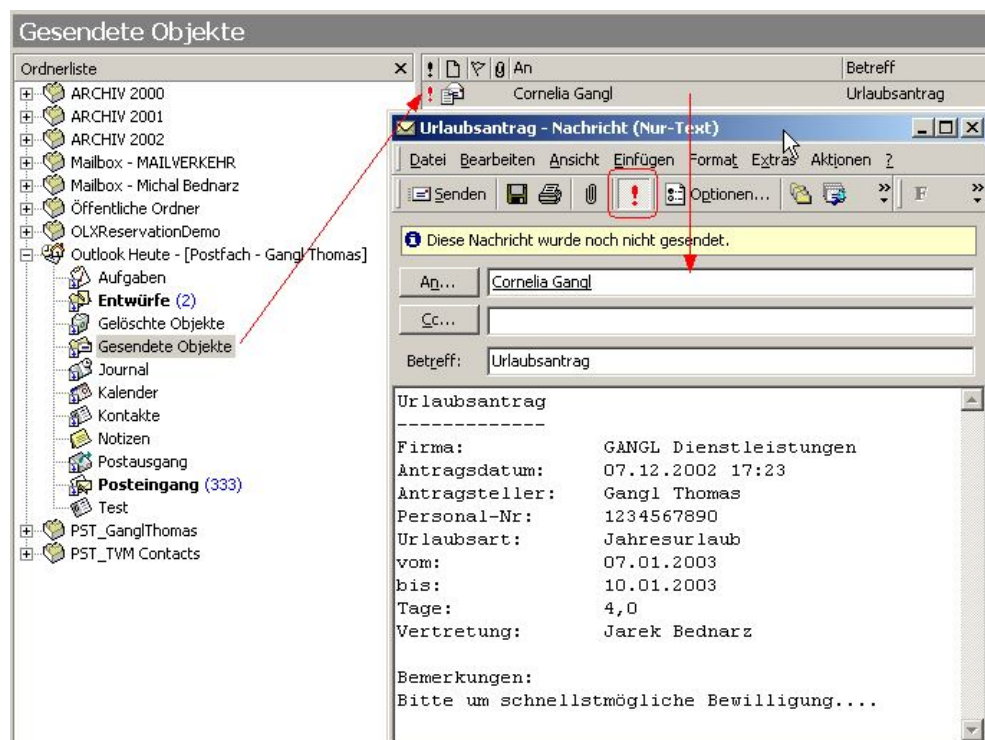 Gesendete Objekte
Ordnerliste
ARCHIV 2000
ARCHIV 2001
ARCHIV 2002
Mailbox - MAILVERKEHR
Mailbox - Michal Bednarz
Öffentliche Ordner
OLXReservationDemo
Outlook Heute - [Postfach - Gangl Thomas]
Aufgaben
Entwürfe (2)
Gelöschte Objekte
Gesendete Objekte
Journal
Kalender
Kontakte
Notizen
Postausgang
Posteingang (333)
Test
PST_GanglThomas
PST_TVM Contacts
An Betreff
Cornelia Gangl Urlaubsantrag
Urlaubsantrag - Nachricht (Nur-Text)
Datei Bearbeiten Ansicht Einfügen Format Extras Aktionen ?
Senden ! Optionen... » F »
Diese Nachricht wurde noch nicht gesendet.
An... Cornelia Gangl
Cc...
Betreff: Urlaubsantrag
Urlaubsantrag
-------------
Firma: GANGL Dienstleistungen
Antragsdatum: 07.12.2002 17:23
Antragsteller: Gangl Thomas
Personal-Nr: 1234567890
Urlaubsart: Jahresurlaub
vom: 07.01.2003
bis: 10.01.2003
Tage: 4,0
Vertretung: Jarek Bednarz
Bemerkungen:
Bitte um schnellstmögliche Bewilligung....